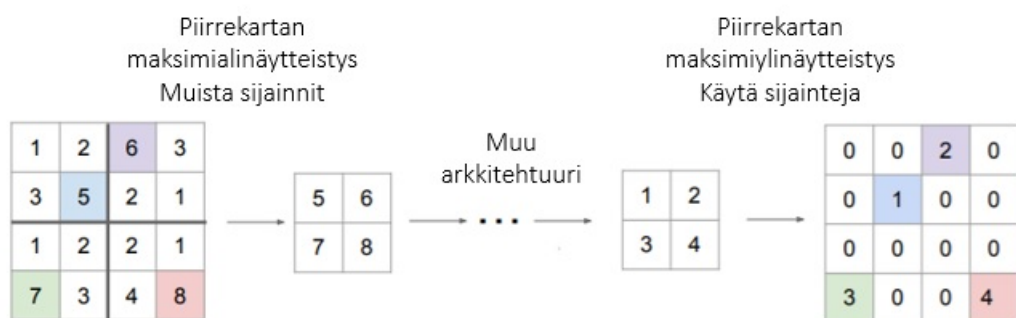 Piirrekartan
maksimialinäytteistys
Muista sijainnit
Piirrekartan
maksimiylinäytteistys
Käytä sijainteja
Muu
arkkitehtuuri
1 2 6 3
3 5 2 1
1 2 2 1
7 3 4 8
5 6
7 8
...
1 2
3 4
0 0 2 0
0 1 0 0
0 0 0 0
3 0 0 4